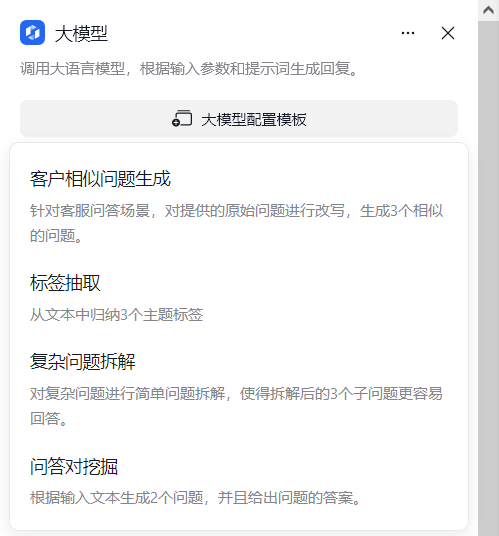 大模型
调用大语言模型，根据输入参数和提示词生成回复。
大模型配置模板
客户相似问题生成
针对客服问答场景，对提供的原始问题进行改写，生成3个相似
的问题。
标签抽取
从文本中归纳3个主题标签
复杂问题拆解
对复杂问题进行简单问题拆解，使得拆解后的3个子问题更容易
回答。
问答对挖掘
根据输入文本生成2个问题，并且给出问题的答案。